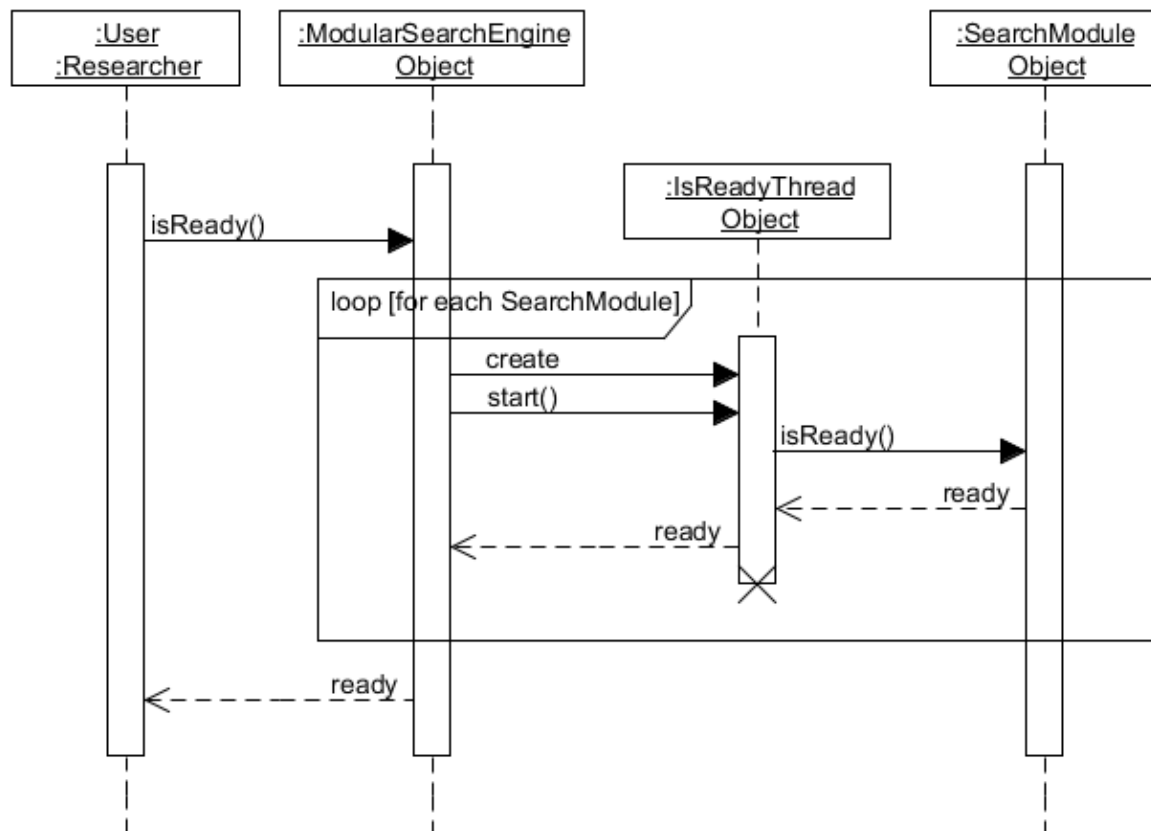 :User
:Researcher
:ModularSearchEngine
Object
:SearchModule
Object
:IsReadyThread
Object
isReady()
loop [for each SearchModule]
create
start()
isReady()
ready
ready
ready